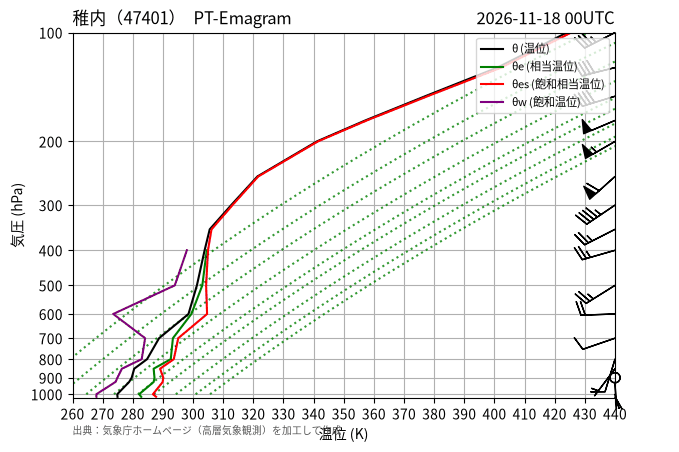 稚内（47401） PT-Emagram
2026-11-18 00UTC
θ (温位)
θe (相当温位)
θes (飽和相当温位)
θw (飽和温位)
気圧 (hPa)
100
200
300
400
500
600
700
800
900
1000
260 270 280 290 300 310 320 330 340 350 360 370 380 390 400 410 420 430 440
温位 (K)
出典：気象庁ホームページ（高層気象観測）を加工して